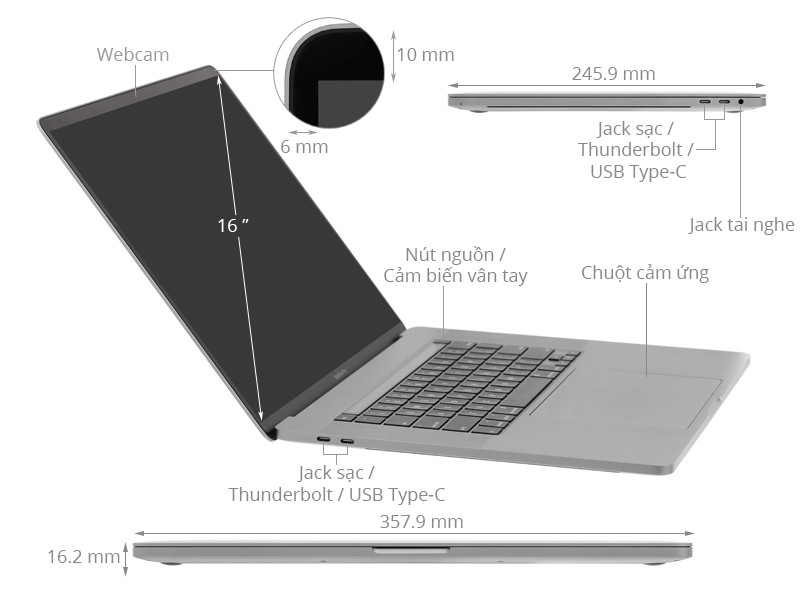 Webcam
10 mm
6 mm
245.9 mm
Jack sạc /
Thunderbolt /
USB Type-C
Jack tai nghe
16 ”
Nút nguồn /
Cảm biến vân tay
Chuột cảm ứng
Jack sạc /
Thunderbolt / USB Type-C
357.9 mm
16.2 mm